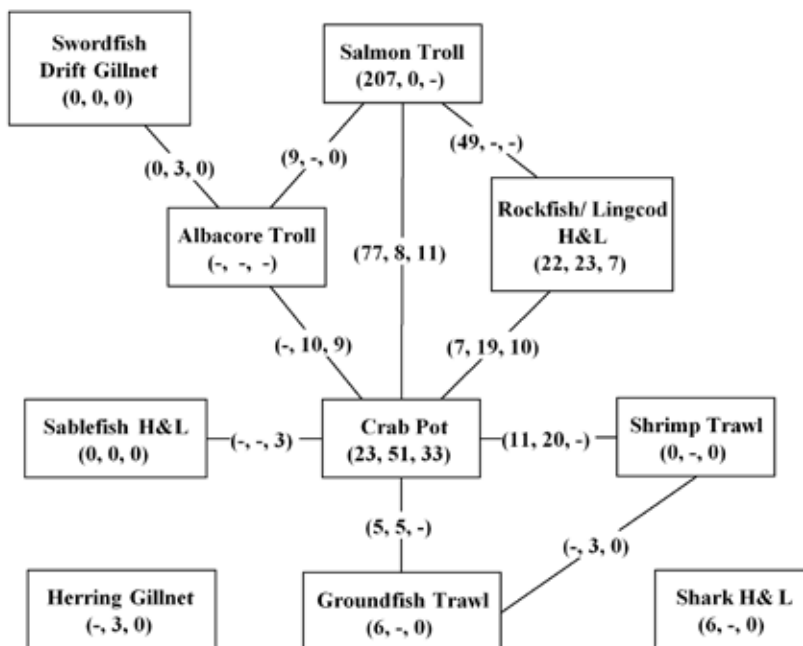 Swordfish
Drift Gillnet
(0, 0, 0)
Salmon Troll
(207, 0, -)
(0, 3, 0)
(9, -, 0)
(49, -, -)
Albacore Troll
(-, -, -)
(77, 8, 11)
Rockfish/ Lingcod
H&L
(22, 23, 7)
(-, 10, 9)
(7, 19, 10)
Sablefish H&L
(0, 0, 0)
(-, -, 3)
Crab Pot
(23, 51, 33)
(11, 20, -)
Shrimp Trawl
(0, -, 0)
(5, 5, -)
(-, 3, 0)
Herring Gillnet
(-, 3, 0)
Groundfish Trawl
(6, -, 0)
Shark H& L
(6, -, 0)